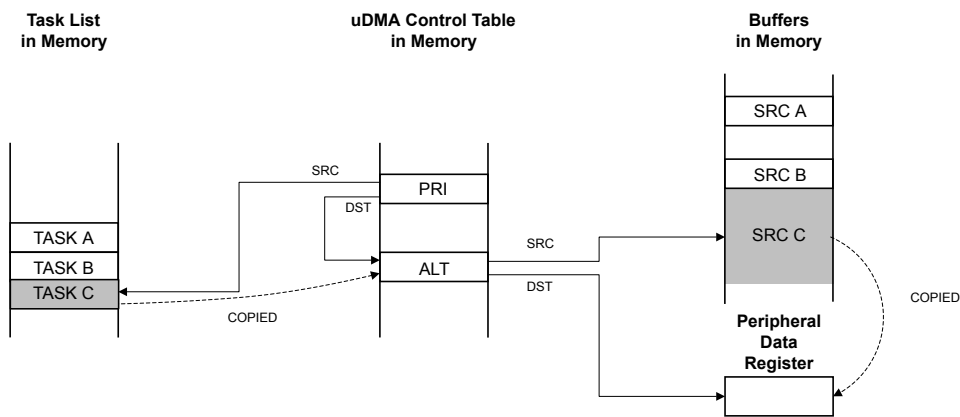 Task List
in Memory
uDMA Control Table
in Memory
Buffers
in Memory
SRC A
SRC B
SRC C
SRC
PRI
DST
TASK A
TASK B
TASK C
ALT
SRC
DST
COPIED
COPIED
Peripheral
Data
Register